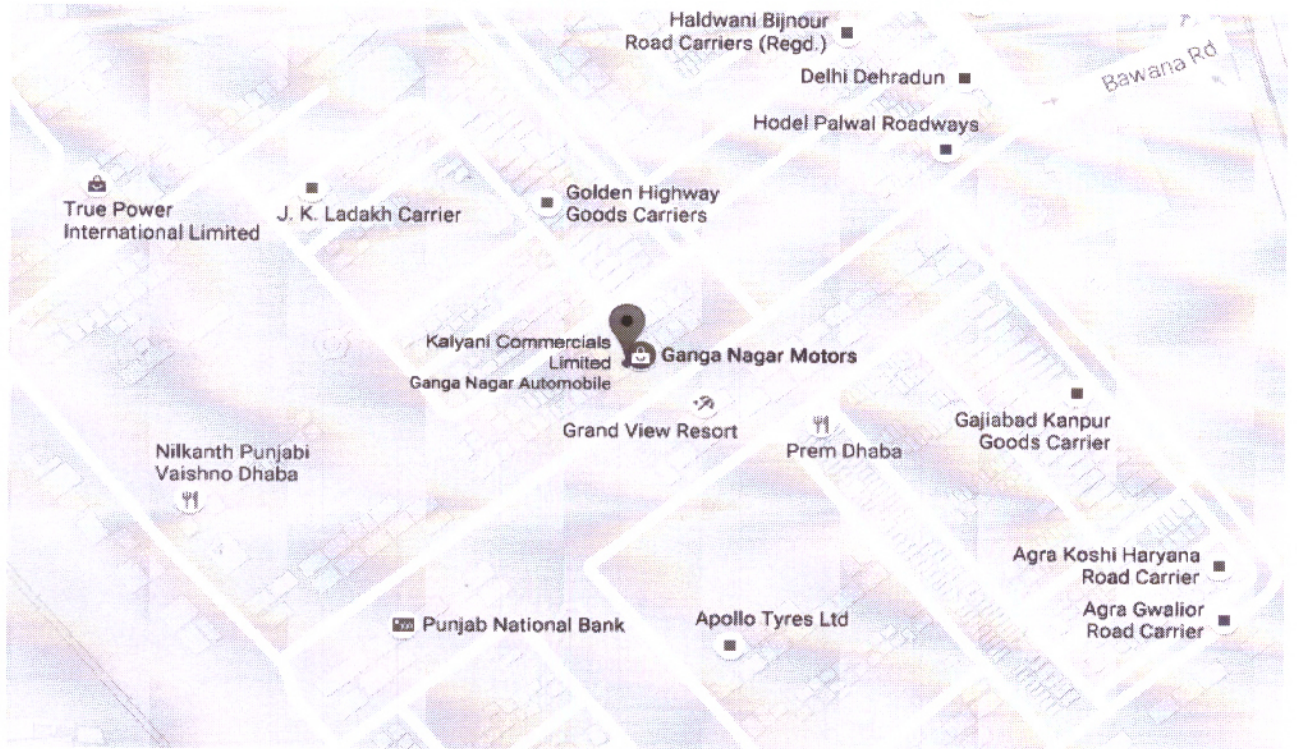 Haldwani Bijnour
Road Carriers (Regd.)
Delhi Dehradun
Bawana Rd
Hodel Palwal Roadways
True Power
International Limited
J. K. Ladakh Carrier
Golden Highway
Goods Carriers
Kalyani Commercials
Limited
Ganga Nagar Automobile
Ganga Nagar Motors
Grand View Resort
Prem Dhaba
Gajiabad Kanpur
Goods Carrier
Nilkanth Punjabi
Vaishno Dhaba
Agra Koshi Haryana
Road Carrier
Punjab National Bank
Apollo Tyres Ltd
Agra Gwalior
Road Carrier